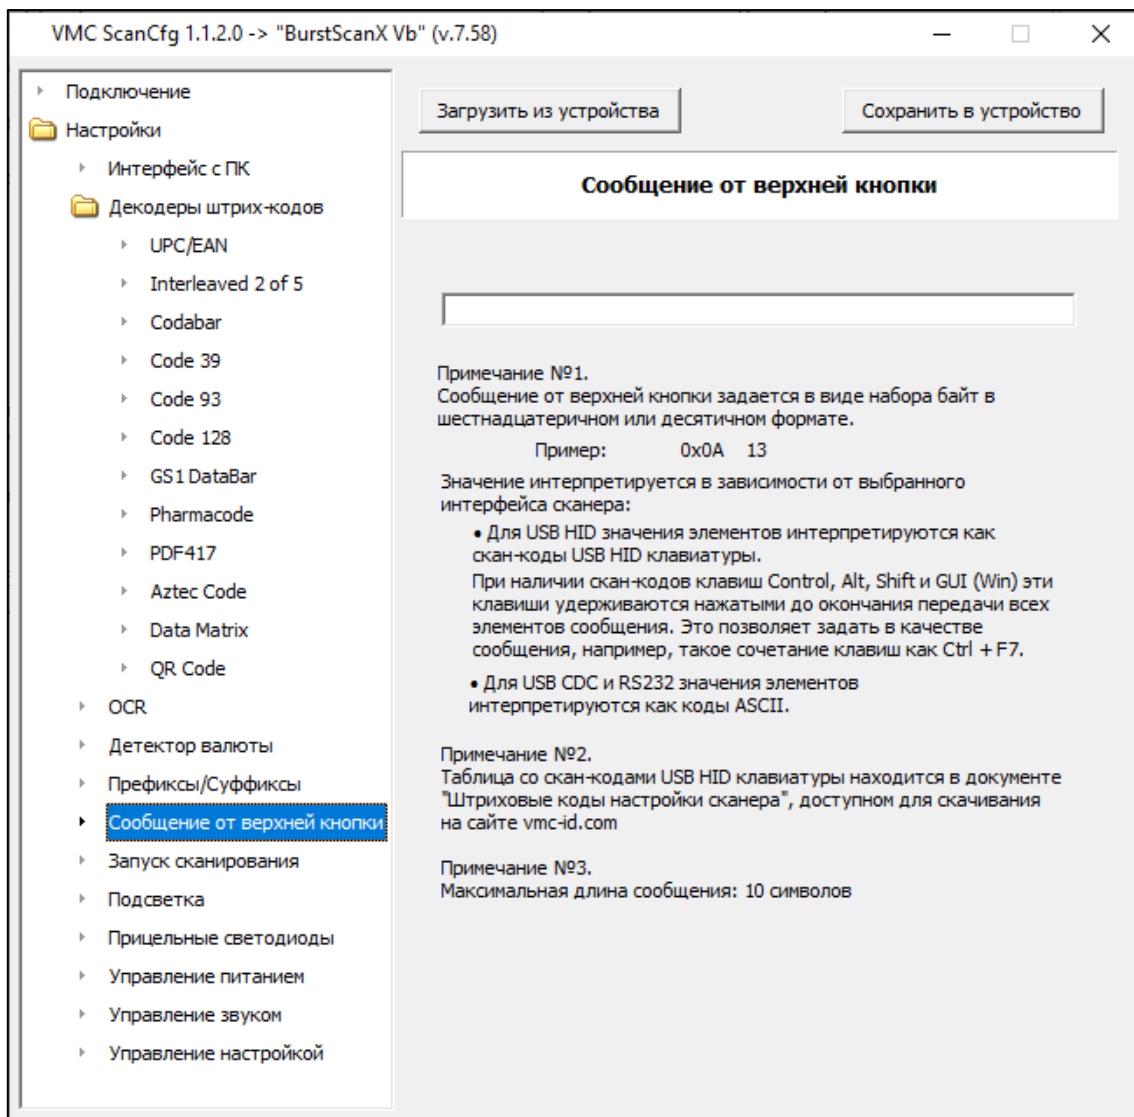 VMC ScanCfg 1.1.2.0 -> "BurstScanX Vb" (v.7.58)
Подключение
Настройки
Интерфейс с ПК
Декодеры штрих-кодов
UPC/EAN
Interleaved 2 of 5
Codabar
Code 39
Code 93
Code 128
GS1 DataBar
Pharmacode
PDF417
Aztec Code
Data Matrix
QR Code
OCR
Детектор валюты
Префиксы/Суффиксы
Сообщение от верхней кнопки
Запуск сканирования
Подсветка
Прицельные светодиоды
Управление питанием
Управление звуком
Управление настройкой
Загрузить из устройства
Сохранить в устройство
Сообщение от верхней кнопки
Примечание №1.
Сообщение от верхней кнопки задается в виде набора байт в
шестнадцатеричном или десятичном формате.
Пример: 0x0A 13
Значение интерпретируется в зависимости от выбранного
интерфейса сканера:
• Для USB HID значения элементов интерпретируются как
скан-коды USB HID клавиатуры.
При наличии скан-кодов клавиш Control, Alt, Shift и GUI (Win) эти
клавиши удерживаются нажатыми до окончания передачи всех
элементов сообщения. Это позволяет задать в качестве
сообщения, например, такое сочетание клавиш как Ctrl + F7.
• Для USB CDC и RS232 значения элементов
интерпретируются как коды ASCII.
Примечание №2.
Таблица со скан-кодами USB HID клавиатуры находится в документе
"Штриховые коды настройки сканера", доступном для скачивания
на сайте vmc-id.com
Примечание №3.
Максимальная длина сообщения: 10 символов